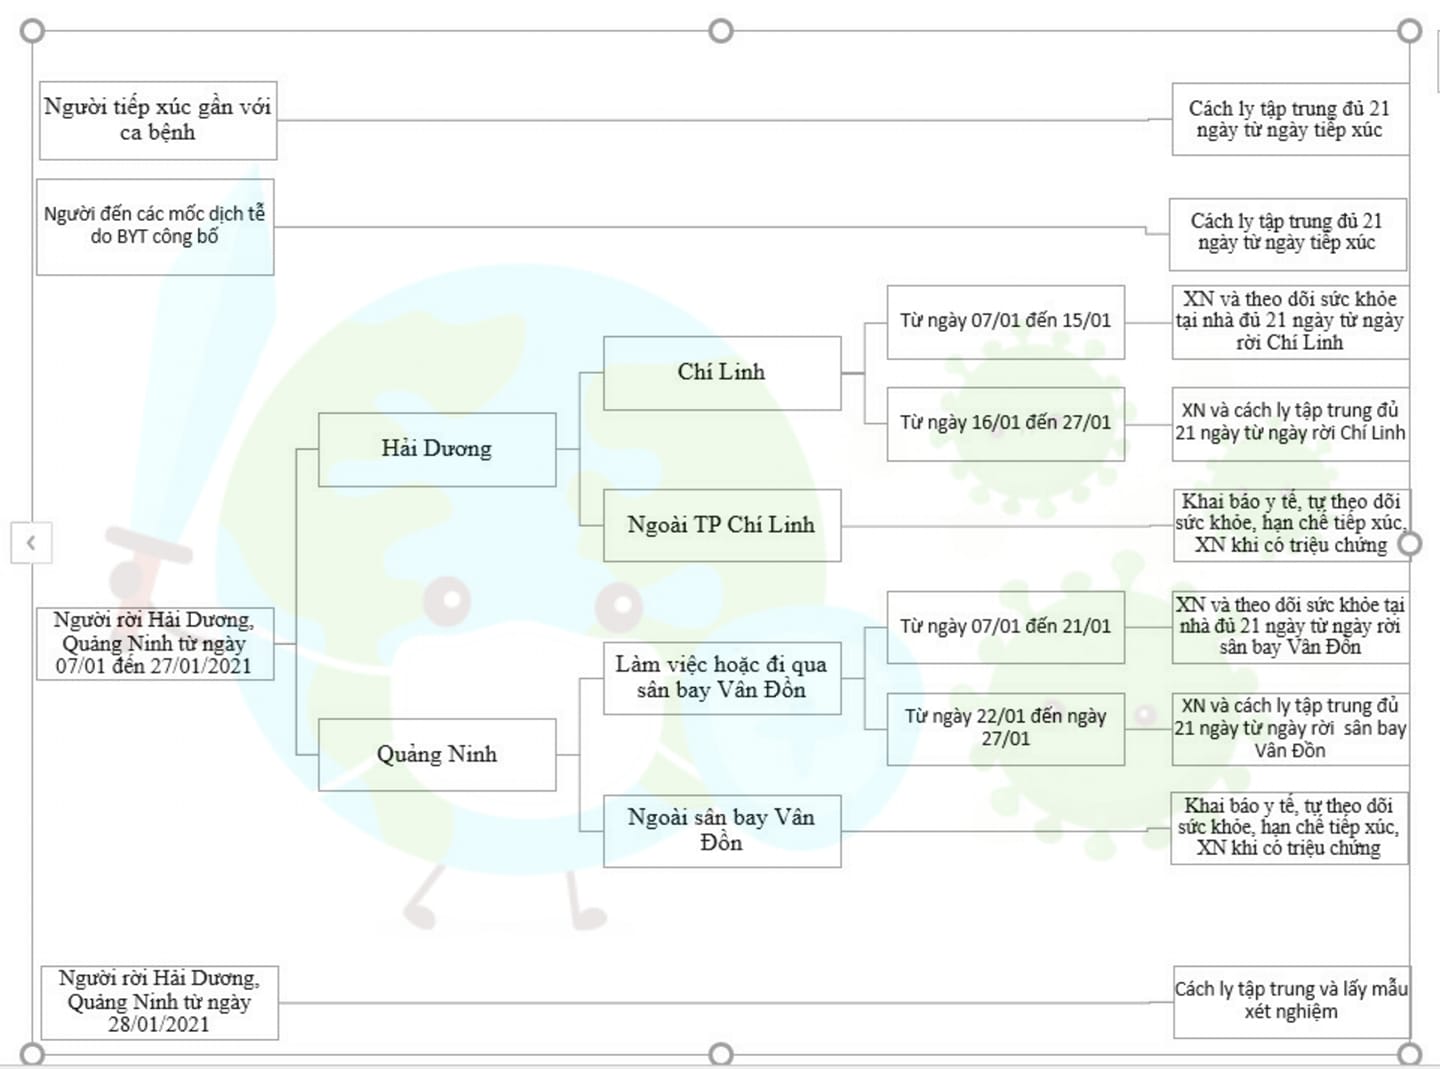 Người tiếp xúc gần với
ca bệnh
Cách ly tập trung đủ 21
ngày từ ngày tiếp xúc
Người đến các mốc dịch tễ
do BYT công bố
Cách ly tập trung đủ 21
ngày từ ngày tiếp xúc
Người rời Hải Dương,
Quảng Ninh từ ngày
07/01 đến 27/01/2021
Hải Dương
Chí Linh
Từ ngày 07/01 đến 15/01
XN và theo dõi sức khỏe
tại nhà đủ 21 ngày từ ngày
rời Chí Linh
Từ ngày 16/01 đến 27/01
XN và cách ly tập trung đủ
21 ngày từ ngày rời Chí Linh
Ngoài TP Chí Linh
Khai báo y tế, tự theo dõi
sức khỏe, hạn chế tiếp xúc,
XN khi có triệu chứng
Quảng Ninh
Làm việc hoặc đi qua
sân bay Vân Đồn
Từ ngày 07/01 đến 21/01
XN và theo dõi sức khỏe tại
nhà đủ 21 ngày từ ngày rời
sân bay Vân Đồn
Từ ngày 22/01 đến ngày
27/01
XN và cách ly tập trung đủ
21 ngày từ ngày rời sân bay
Vân Đồn
Ngoài sân bay Vân
Đồn
Khai báo y tế, tự theo dõi
sức khỏe, hạn chế tiếp xúc,
XN khi có triệu chứng
Người rời Hải Dương,
Quảng Ninh từ ngày
28/01/2021
Cách ly tập trung và lấy mẫu
xét nghiệm